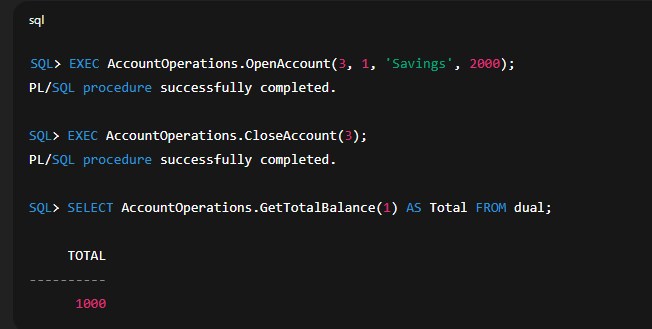 sql
SQL> EXEC AccountOperations.OpenAccount(3, 1, 'Savings', 2000);
PL/SQL procedure successfully completed.
SQL> EXEC AccountOperations.CloseAccount(3);
PL/SQL procedure successfully completed.
SQL> SELECT AccountOperations.GetTotalBalance(1) AS Total FROM dual;
TOTAL
----------
1000